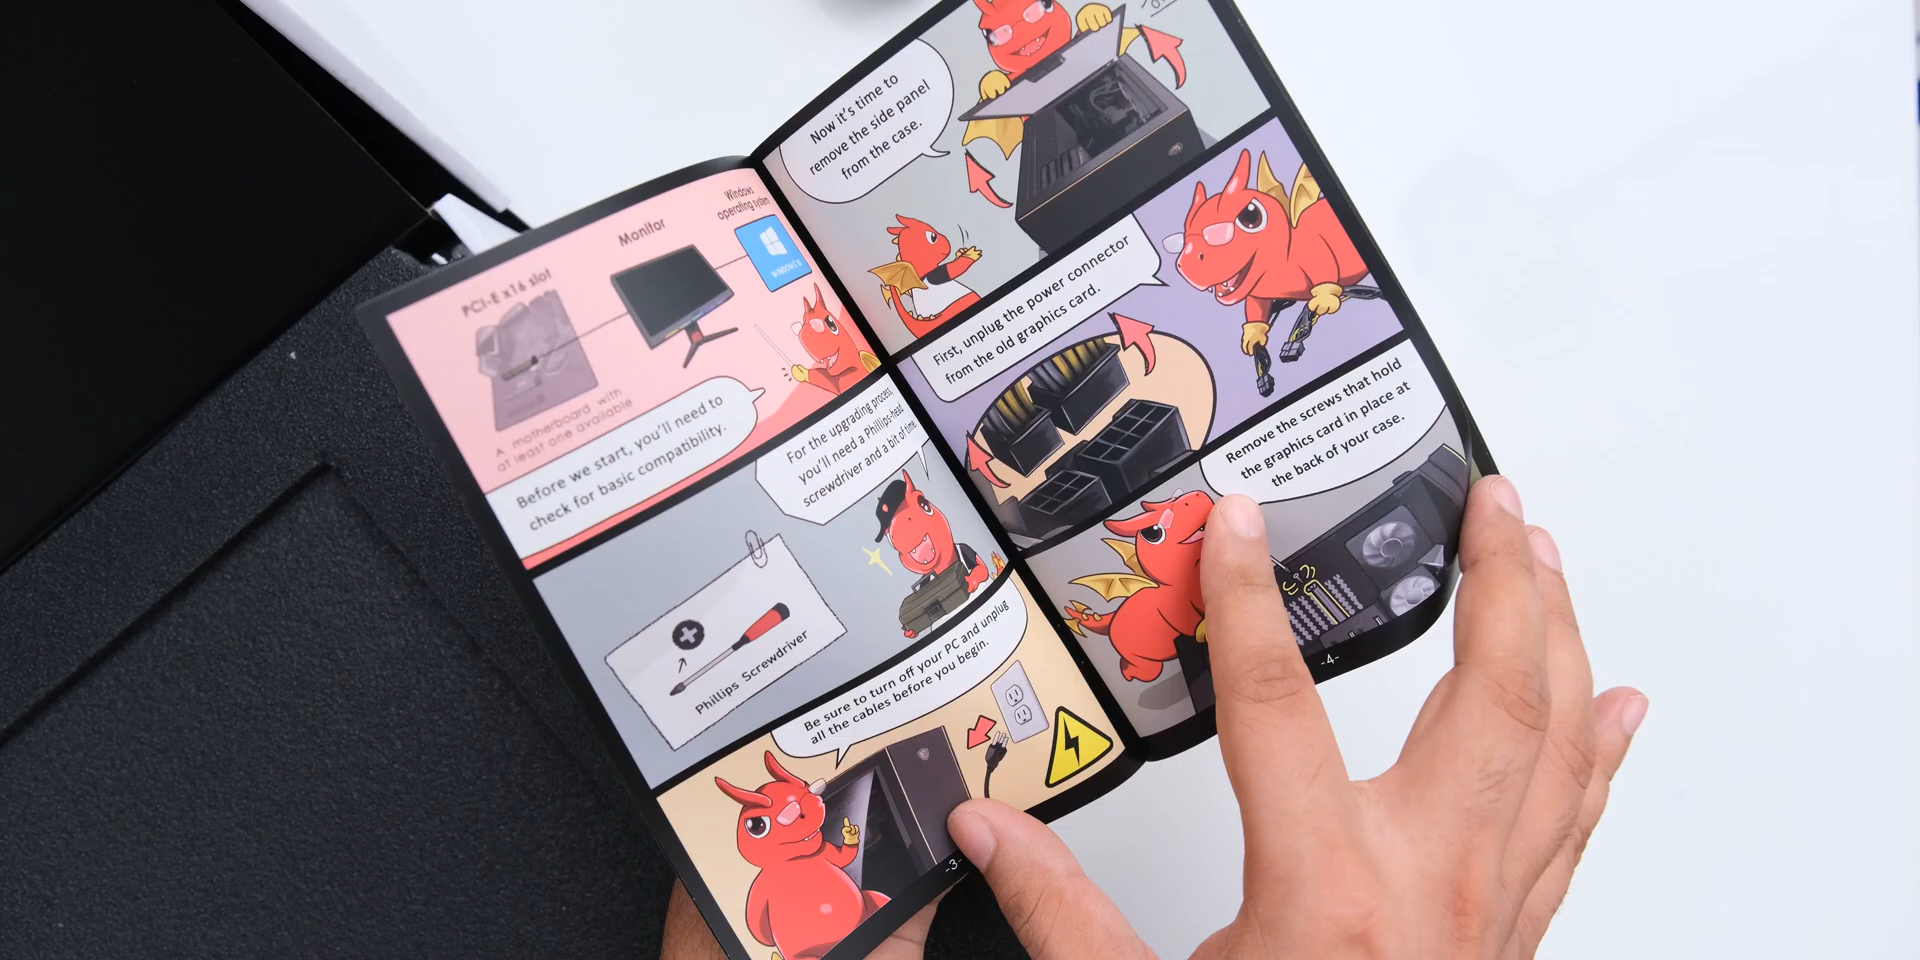 PCI-E x16 slot
Monitor
Windows
operating system
A motherboard with
at least one available
Before we start, you'll need to
check for basic compatibility.
For the upgrading process,
you'll need a Phillips-head
screwdriver and a bit of time
Phillips Screwdriver
Be sure to turn off your PC and unplug
all the cables before you begin.
-3-
Now it's time to
remove the side panel
from the case.
First, unplug the power connector
from the old graphics card.
Remove the screws that hold
the graphics card in place at
the back of your case.
-4-